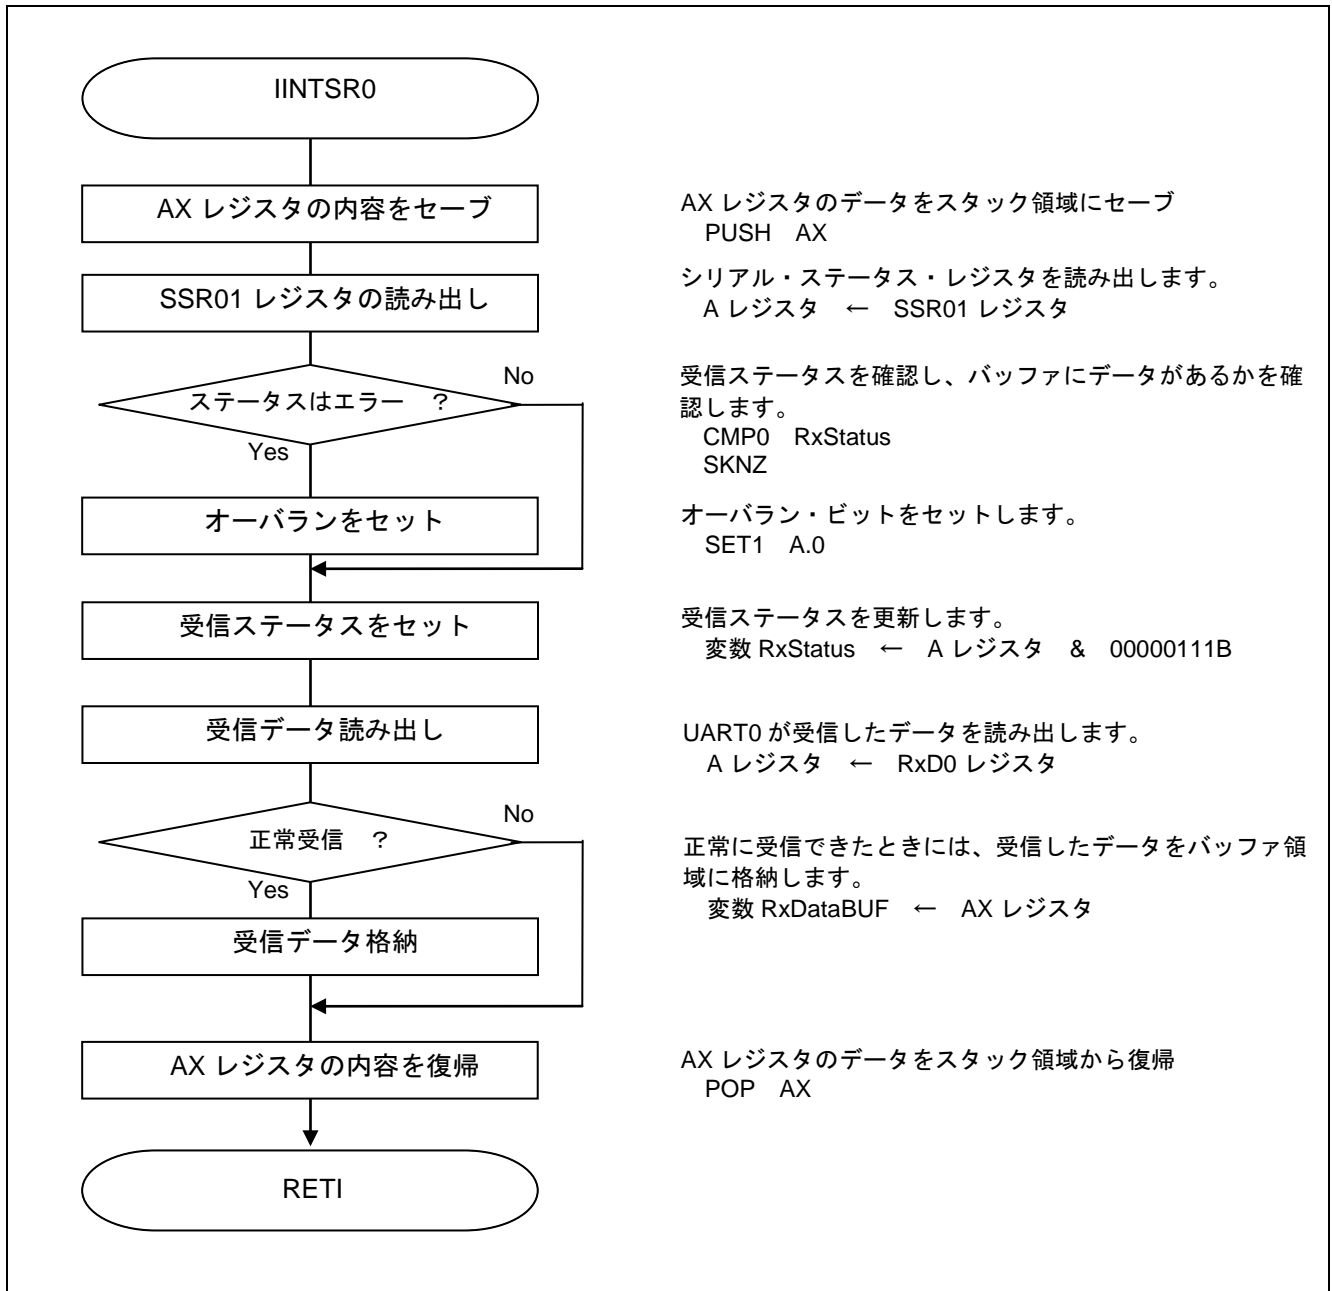 IINTSR0
AX レジスタの内容をセーブ
AX レジスタのデータをスタック領域にセーブ
PUSH AX
SSR01 レジスタの読み出し
シリアル・ステータス・レジスタを読み出します。
A レジスタ ← SSR01 レジスタ
ステータスはエラー ？
No
Yes
受信ステータスを確認し、バッファにデータがあるかを確
認します。
CMP0 RxStatus
SKNZ
オーバランをセット
オーバラン・ビットをセットします。
SET1 A.0
受信ステータスをセット
受信ステータスを更新します。
変数 RxStatus ← A レジスタ & 00000111B
受信データ読み出し
UART0 が受信したデータを読み出します。
A レジスタ ← RxD0 レジスタ
正常受信 ？
No
Yes
正常に受信できたときには、受信したデータをバッファ領
域に格納します。
変数 RxDataBUF ← AX レジスタ
受信データ格納
AX レジスタの内容を復帰
AX レジスタのデータをスタック領域から復帰
POP AX
RETI